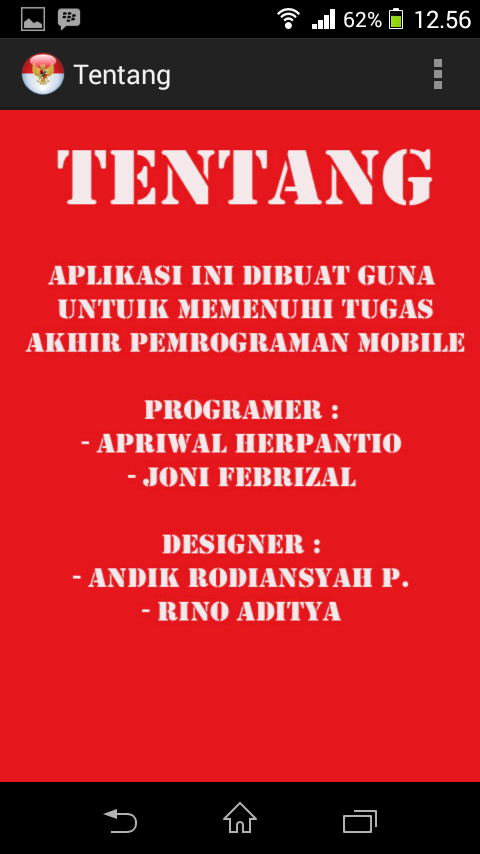 62% 12.56
Tentang
TENTANG
APLIKASI INI DIBUAT GUNA
UNTUIK MEMENUHI TUGAS
AKHIR PEMROGRAMAN MOBILE
PROGRAMER :
- APRIWAL HERPANTIO
- JONI FEBRIZAL
DESIGNER :
- ANDIK RODIANSYAH P.
- RINO ADITYA